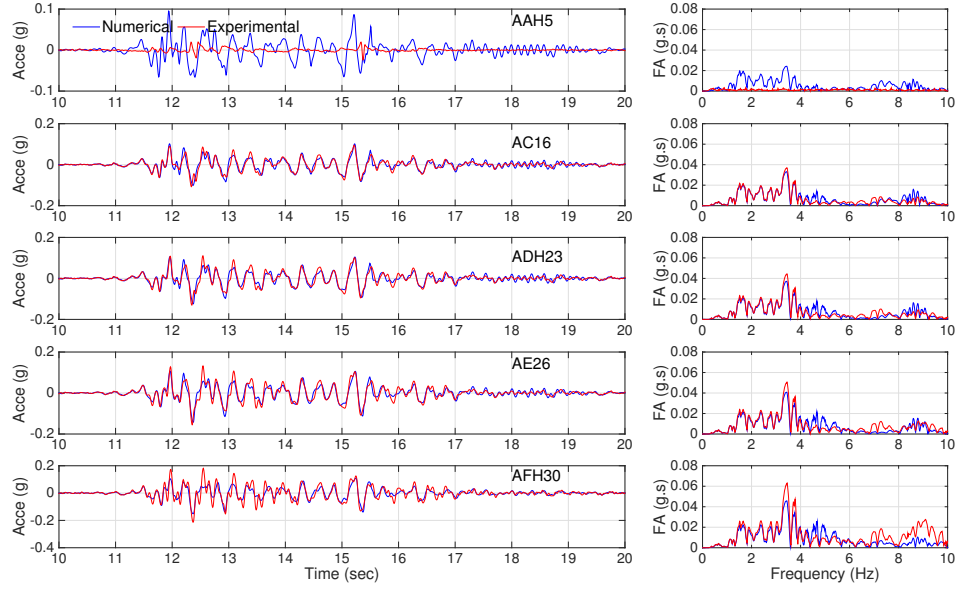 Acce (g)
0.1
0
-0.1
Numerical
Experimental
AAH5
10 11 12 13 14 15 16 17 18 19 20
FA (g.s)
0.08
0.06
0.04
0.02
0
0 2 4 6 8 10
Acce (g)
0.2
0
-0.2
AC16
10 11 12 13 14 15 16 17 18 19 20
FA (g.s)
0.08
0.06
0.04
0.02
0
0 2 4 6 8 10
Acce (g)
0.2
0
-0.2
ADH23
10 11 12 13 14 15 16 17 18 19 20
FA (g.s)
0.08
0.06
0.04
0.02
0
0 2 4 6 8 10
Acce (g)
0.2
0
-0.2
AE26
10 11 12 13 14 15 16 17 18 19 20
FA (g.s)
0.08
0.06
0.04
0.02
0
0 2 4 6 8 10
Acce (g)
0.2
0
-0.2
-0.4
AFH30
10 11 12 13 14 15 16 17 18 19 20
Time (sec)
FA (g.s)
0.08
0.06
0.04
0.02
0
0 2 4 6 8 10
Frequency (Hz)